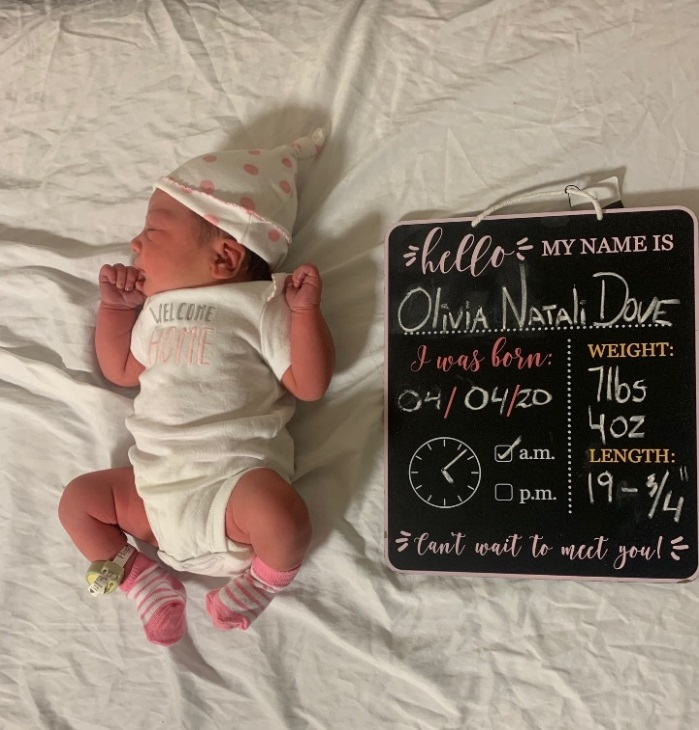 WELCOME
HOME
hello MY NAME IS
Olivia Natali Dove
I was born:
04/04/20
a.m.
p.m.
WEIGHT:
7lbs
4oz
LENGTH:
19-3/4"
Can't wait to meet you!